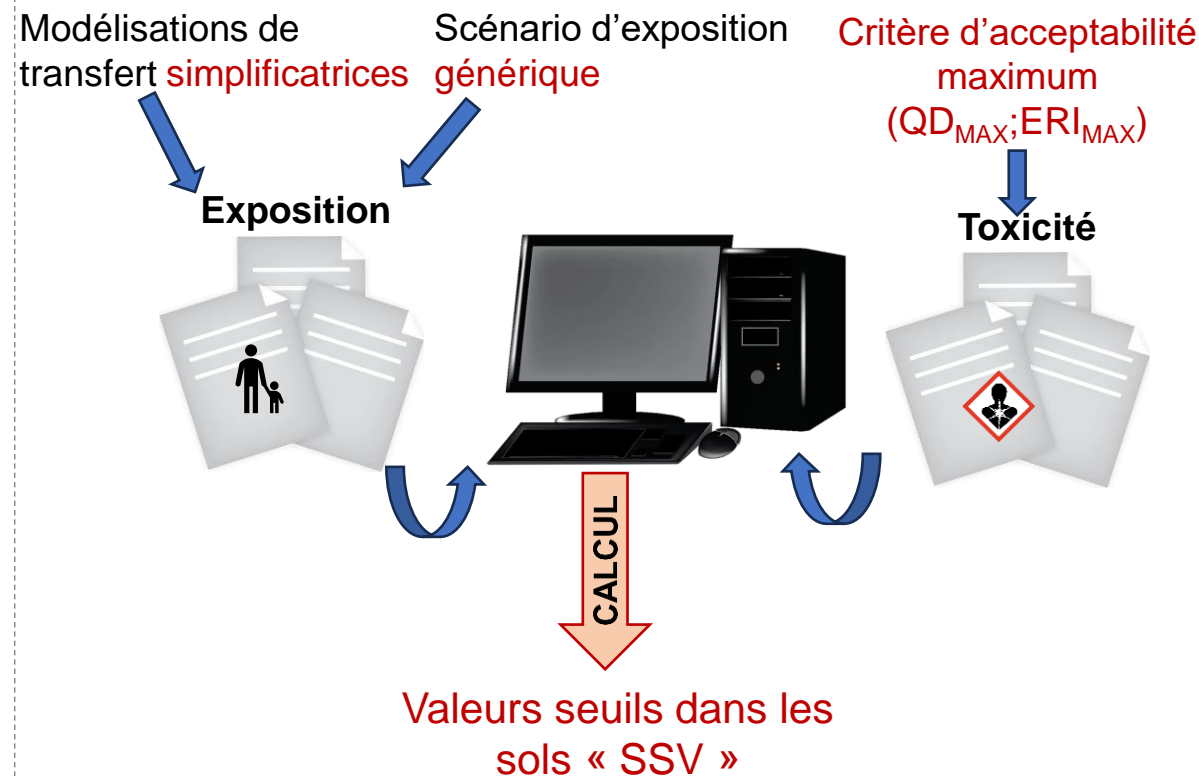 Modélisations de
transfert simplificatrices
Scénario d’exposition
générique
Critère d’acceptabilité
maximum
(QDMAX;ERIMAX)
Exposition
Toxicité
CALCUL
Valeurs seuils dans les
sols « SSV »